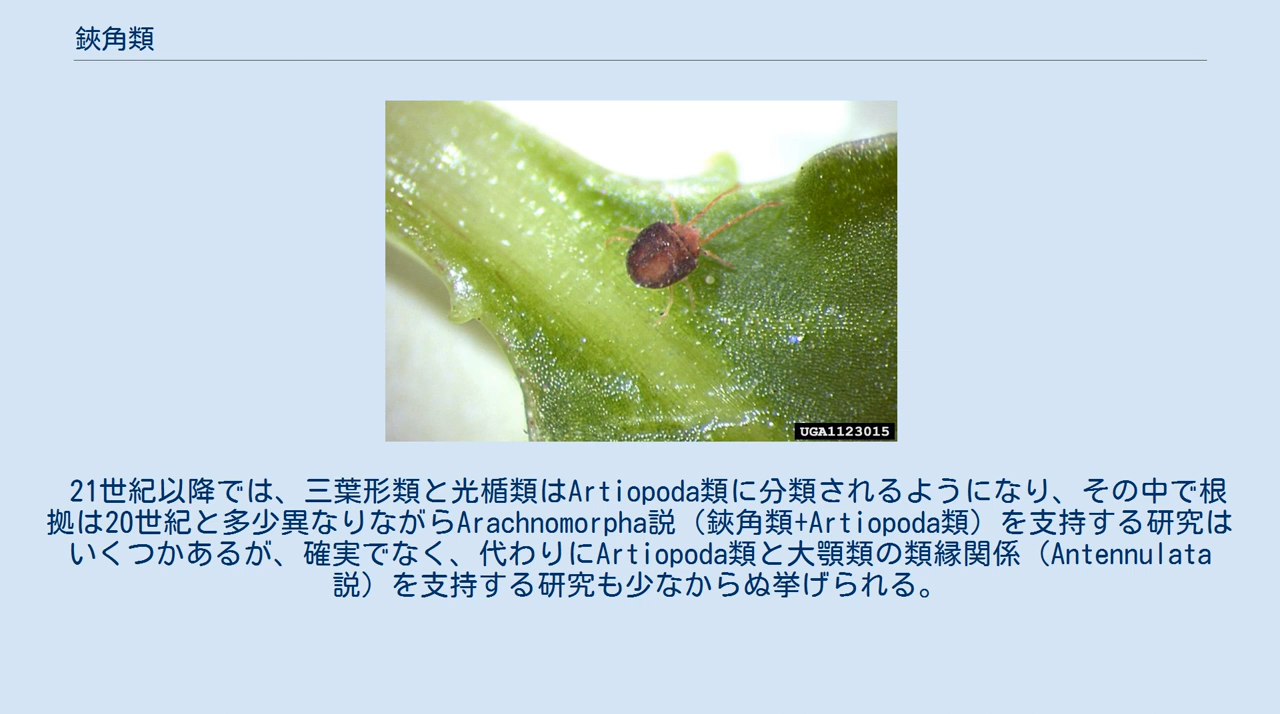 鋏角類
UGA1123015
21世紀以降では、三葉形類と光楯類はArtiopoda類に分類されるようになり、その中で根
拠は20世紀と多少異なりながらArachnomorpha説（鋏角類+Artiopoda類）を支持する研究は
いくつかあるが、確実でなく、代わりにArtiopoda類と大顎類の類縁関係（Antennulata
説）を支持する研究も少なからぬ挙げられる。